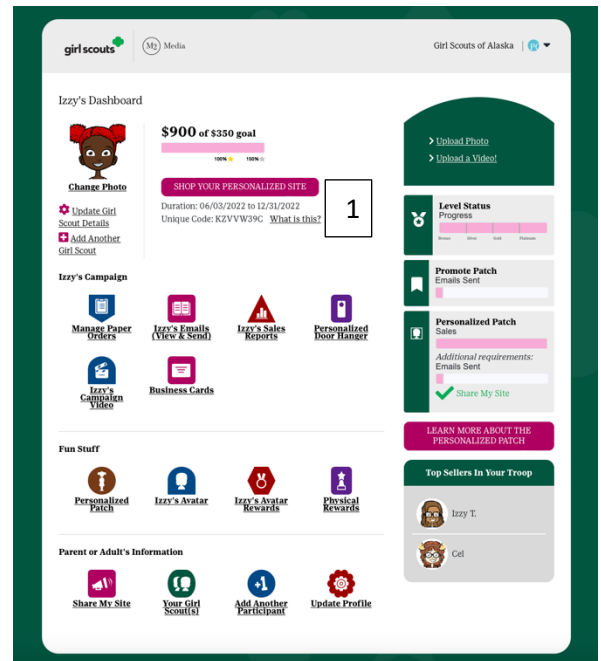 girl scouts
M2 Media
Girl Scouts of Alaska |
Izzy's Dashboard
Change Photo
Update Girl
Scout Details
Add Another
Girl Scout
$900 of $350 goal
100% 150%
SHOP YOUR PERSONALIZED SITE
Duration: 06/03/2022 to 12/31/2022
Unique Code: KZVVW39C What is this?
1
Izzy's Campaign
Manage Paper
Orders
Izzy's Emails
(View & Send)
Izzy's Sales
Reports
Personalized
Door Hanger
Izzy's
Campaign
Video
Business Cards
Fun Stuff
Personalized
Patch
Izzy's Avatar
Izzy's Avatar
Rewards
Physical
Rewards
Parent or Adult's Information
Share My Site
Your Girl
Scout(s)
+1
Add Another
Participant
Update Profile
> Upload Photo
> Upload a Video!
Level Status
Progress
Bronze Silver Gold Platinum
Promote Patch
Emails Sent
Personalized Patch
Sales
Additional requirements:
Emails Sent
Share My Site
LEARN MORE ABOUT THE
PERSONALIZED PATCH
Top Sellers In Your Troop
Izzy T.
Cel